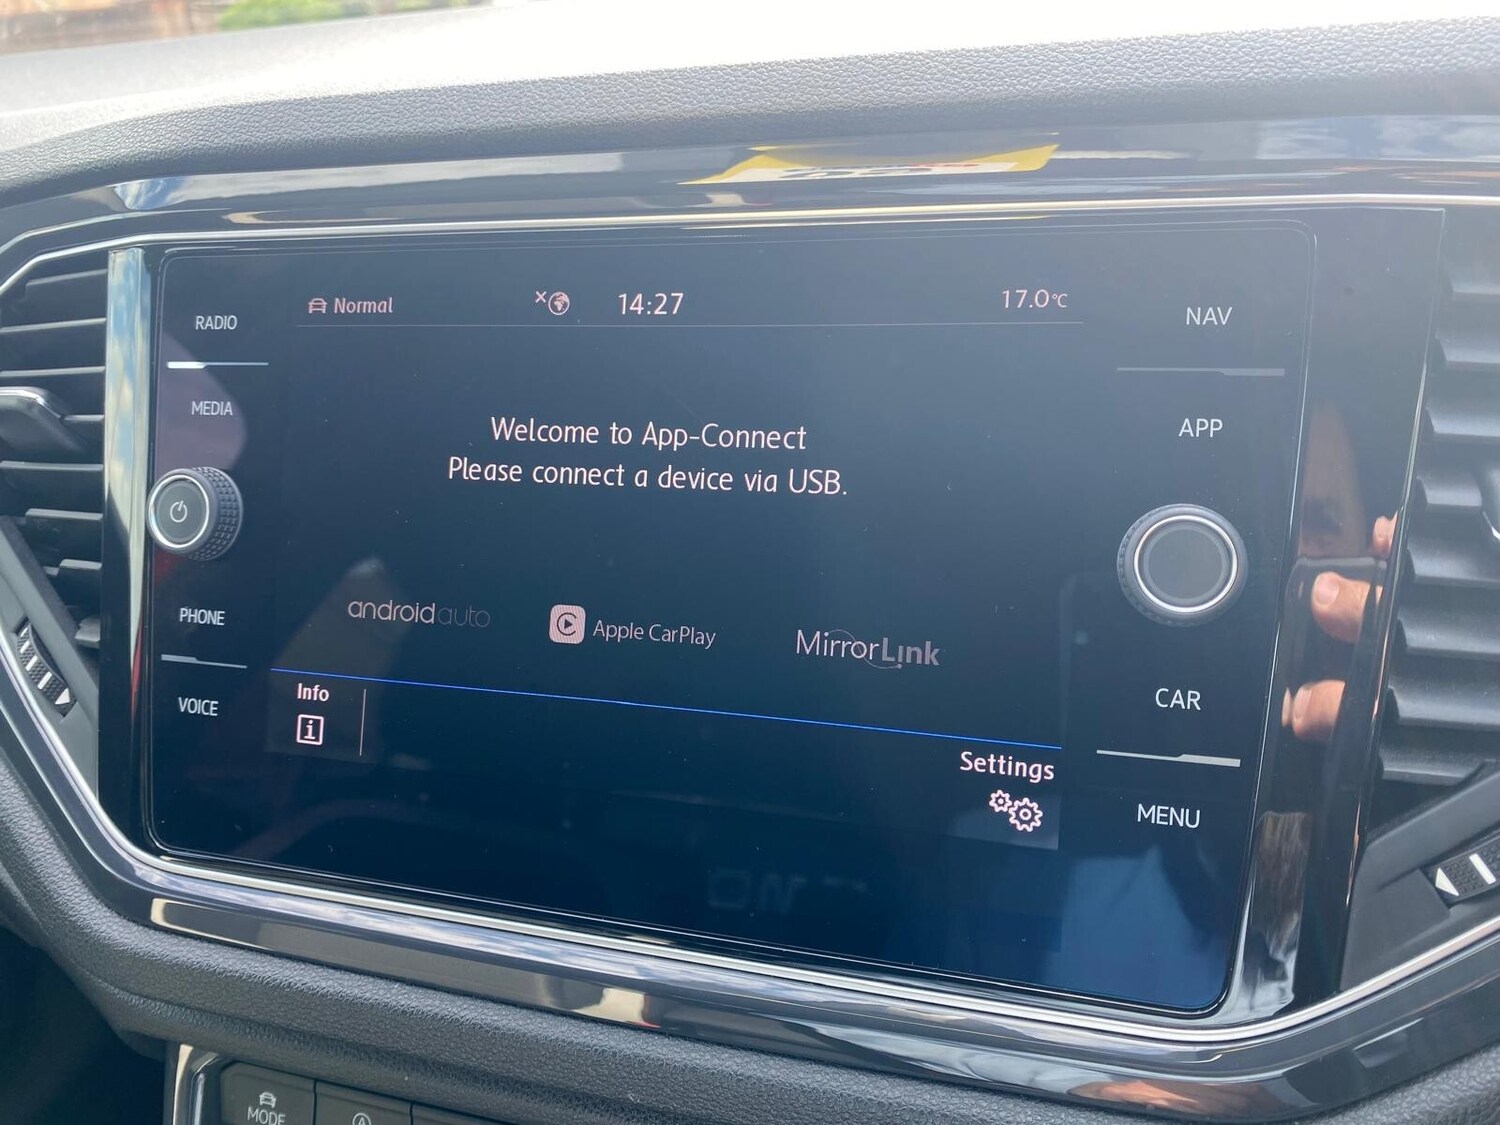 Normal
14:27
17.0°C
RADIO
MEDIA
PHONE
VOICE
Welcome to App-Connect
Please connect a device via USB.
androidauto
Apple CarPlay
MirrorLink
Info
i
Settings
NAV
APP
CAR
MENU
MODE
A